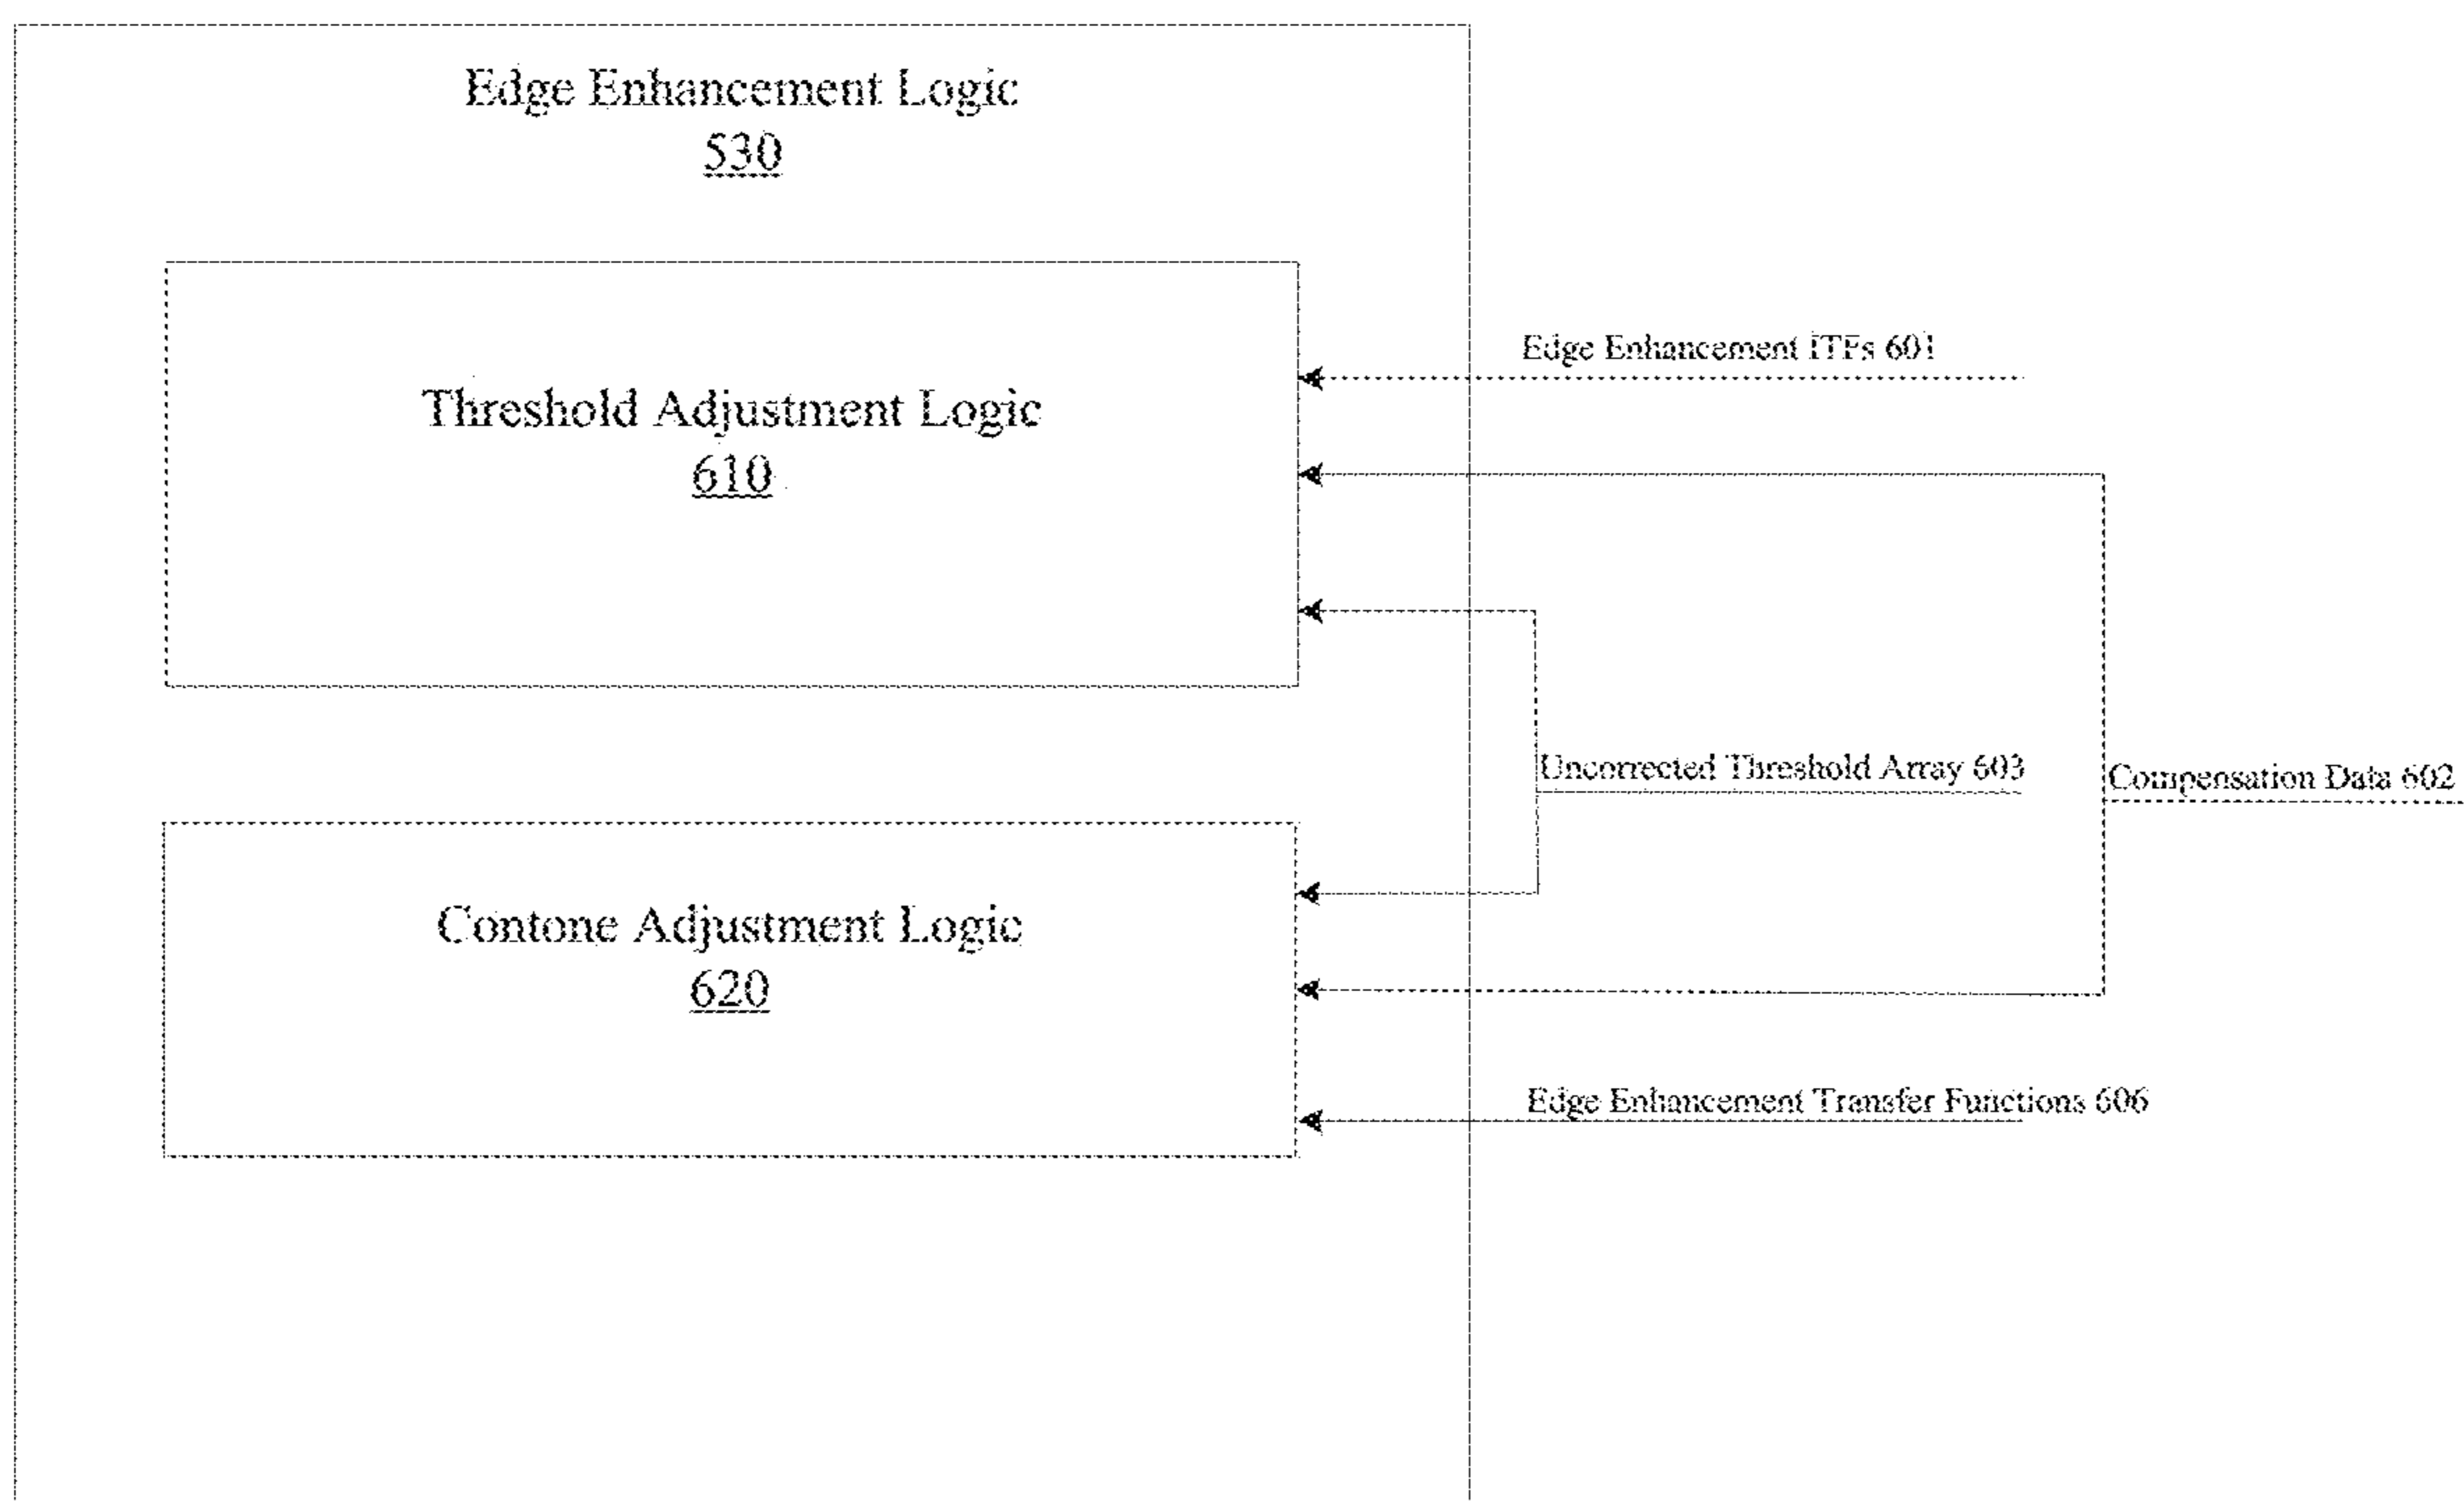 Edge Enhancement Logic
530
Edge Enhancement ITFs 601
Threshold Adjustment Logic
610
Uncorrected Threshold Array 603
Compensation Data 602
Contone Adjustment Logic
620
Edge Enhancement Transfer Functions 606